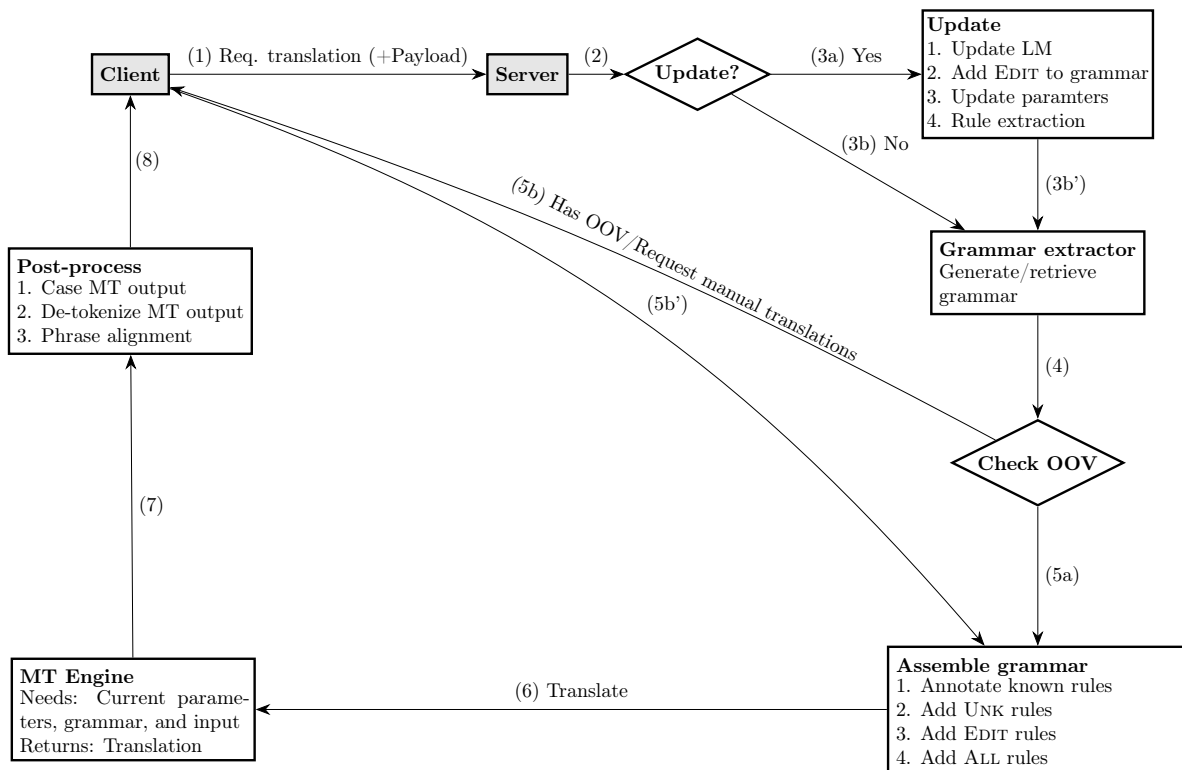 (1) Req. translation (+Payload)
Client
Server
(2)
Update?
(3a) Yes
Update
1. Update LM
2. Add EDIT to grammar
3. Update paramters
4. Rule extraction
(3b) No
(3b')
(8)
(5b) Has OOV/Request manual translations
(5b')
Grammar extractor
Generate/retrieve
grammar
Post-process
1. Case MT output
2. De-tokenize MT output
3. Phrase alignment
(4)
Check OOV
(7)
(5a)
MT Engine
Needs: Current parame-
ters, grammar, and input
Returns: Translation
(6) Translate
Assemble grammar
1. Annotate known rules
2. Add UNK rules
3. Add EDIT rules
4. Add ALL rules